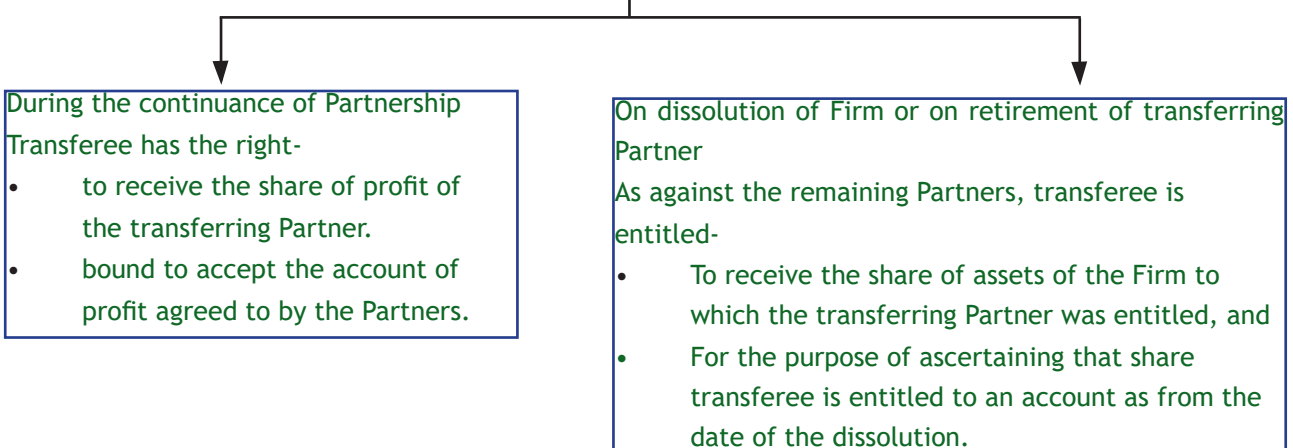 During the continuance of Partnership
Transferee has the right-
• to receive the share of profit of
the transferring Partner.
• bound to accept the account of
profit agreed to by the Partners.
On dissolution of Firm or on retirement of transferring
Partner
As against the remaining Partners, transferee is
entitled-
• To receive the share of assets of the Firm to
which the transferring Partner was entitled, and
• For the purpose of ascertaining that share
transferee is entitled to an account as from the
date of the dissolution.